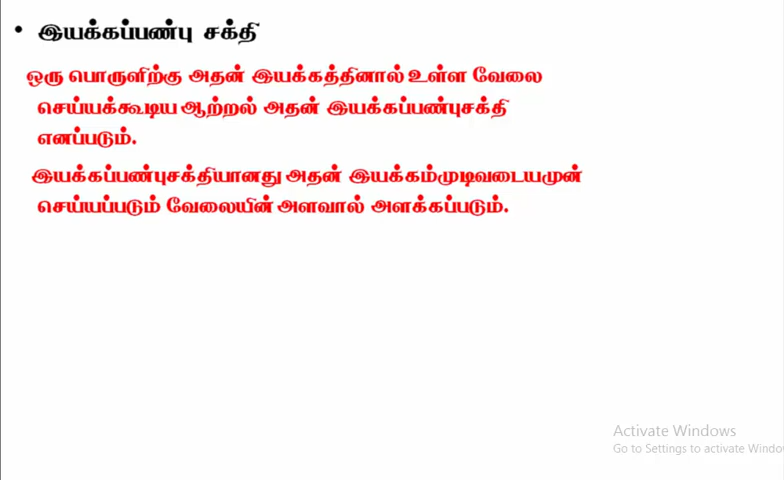 • இயக்கப்பண்பு சக்தி
ஒரு பொருளிற்கு அதன் இயக்கத்தினால் உள்ள வேலை
செய்யக்கூடிய ஆற்றல் அதன் இயக்கப்பண்புசக்தி
எனப்படும்.
இயக்கப்பண்புசக்தியானது அதன் இயக்கம்முடிவடையமுன்
செய்யப்படும் வேலையின் அளவால் அளக்கப்படும்.
Activate Windows
Go to Settings to activate Windo